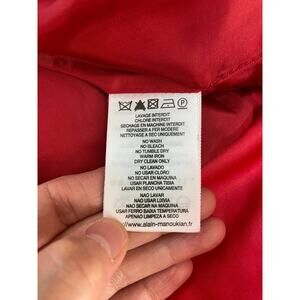 LAVAGE INTERDIT
CHLORE INTERDIT
SECHAGE EN MACHINE INTERDIT
REPASSER A FER MODERE
NETTOYAGE A SEC UNIQUEMENT
NO WASH
NO BLEACH
NO TUMBLE DRY
WARM IRON
DRY CLEAN ONLY
NO LAVADO
NO USAR CLORO
NO SECAR EN MAQUINA
USAR PLANCHA TIBIA
LAVAR EN SECO UNICAMENTE
NAO LAVAR
NAO USAR LIXIVIA
NAO SECAR NA MAQUINA
USAR FERRO BAIXA TEMPERATURA
APENAO LIMPEZA A SECO
http://www.alain-manoukian.fr